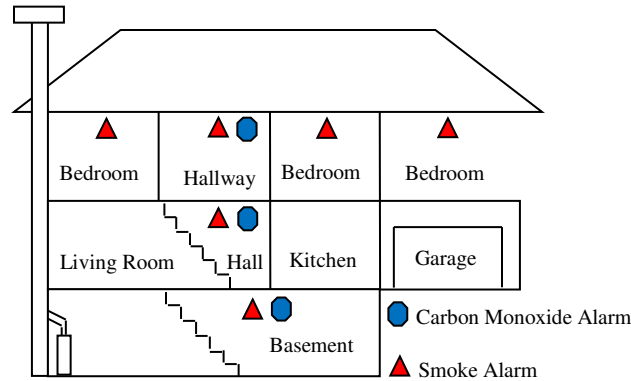 Bedroom
Hallway
Bedroom
Bedroom
Living Room
Hall
Kitchen
Garage
Basement
Carbon Monoxide Alarm
Smoke Alarm